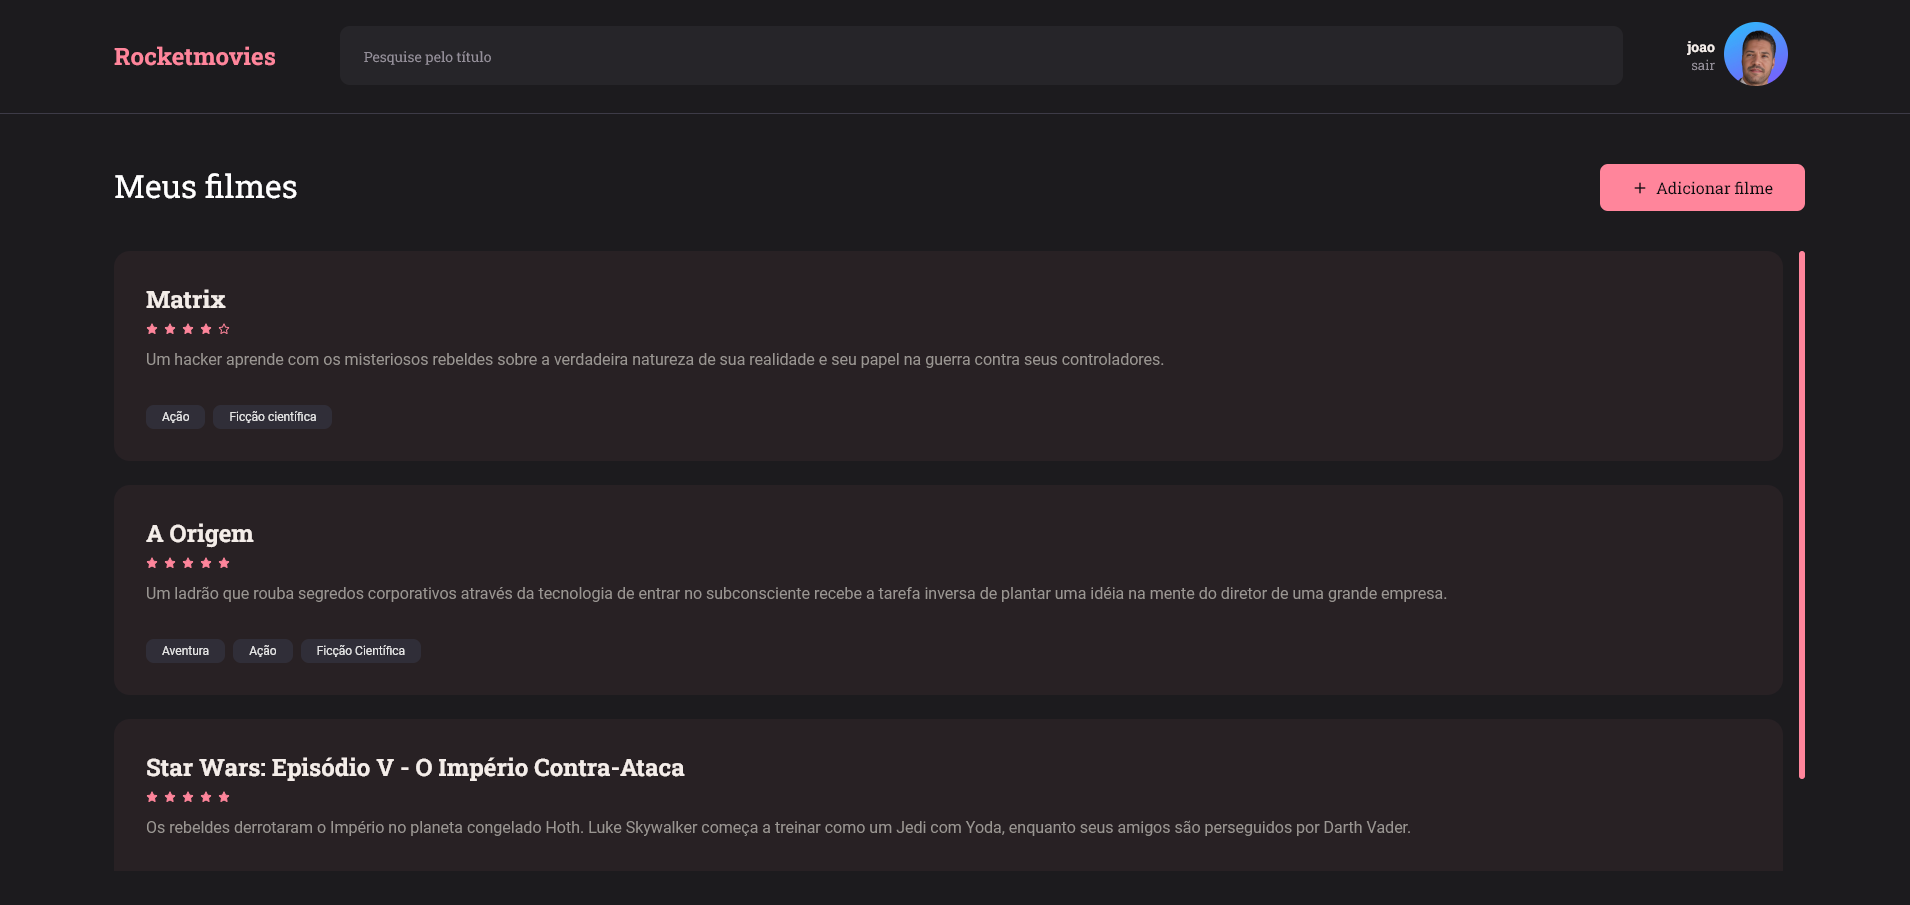 Rocketmovies
Pesquise pelo título
joao
sair
Meus filmes
+ Adicionar filme
Matrix
Um hacker aprende com os misteriosos rebeldes sobre a verdadeira natureza de sua realidade e seu papel na guerra contra seus controladores.
Ação Ficção científica
A Origem
Um ladrão que rouba segredos corporativos através da tecnologia de entrar no subconsciente recebe a tarefa inversa de plantar uma idéia na mente do diretor de uma grande empresa.
Aventura Ação Ficção Científica
Star Wars: Episódio V - O Império Contra-Ataca
Os rebeldes derrotaram o Império no planeta congelado Hoth. Luke Skywalker começa a treinar como um Jedi com Yoda, enquanto seus amigos são perseguidos por Darth Vader.